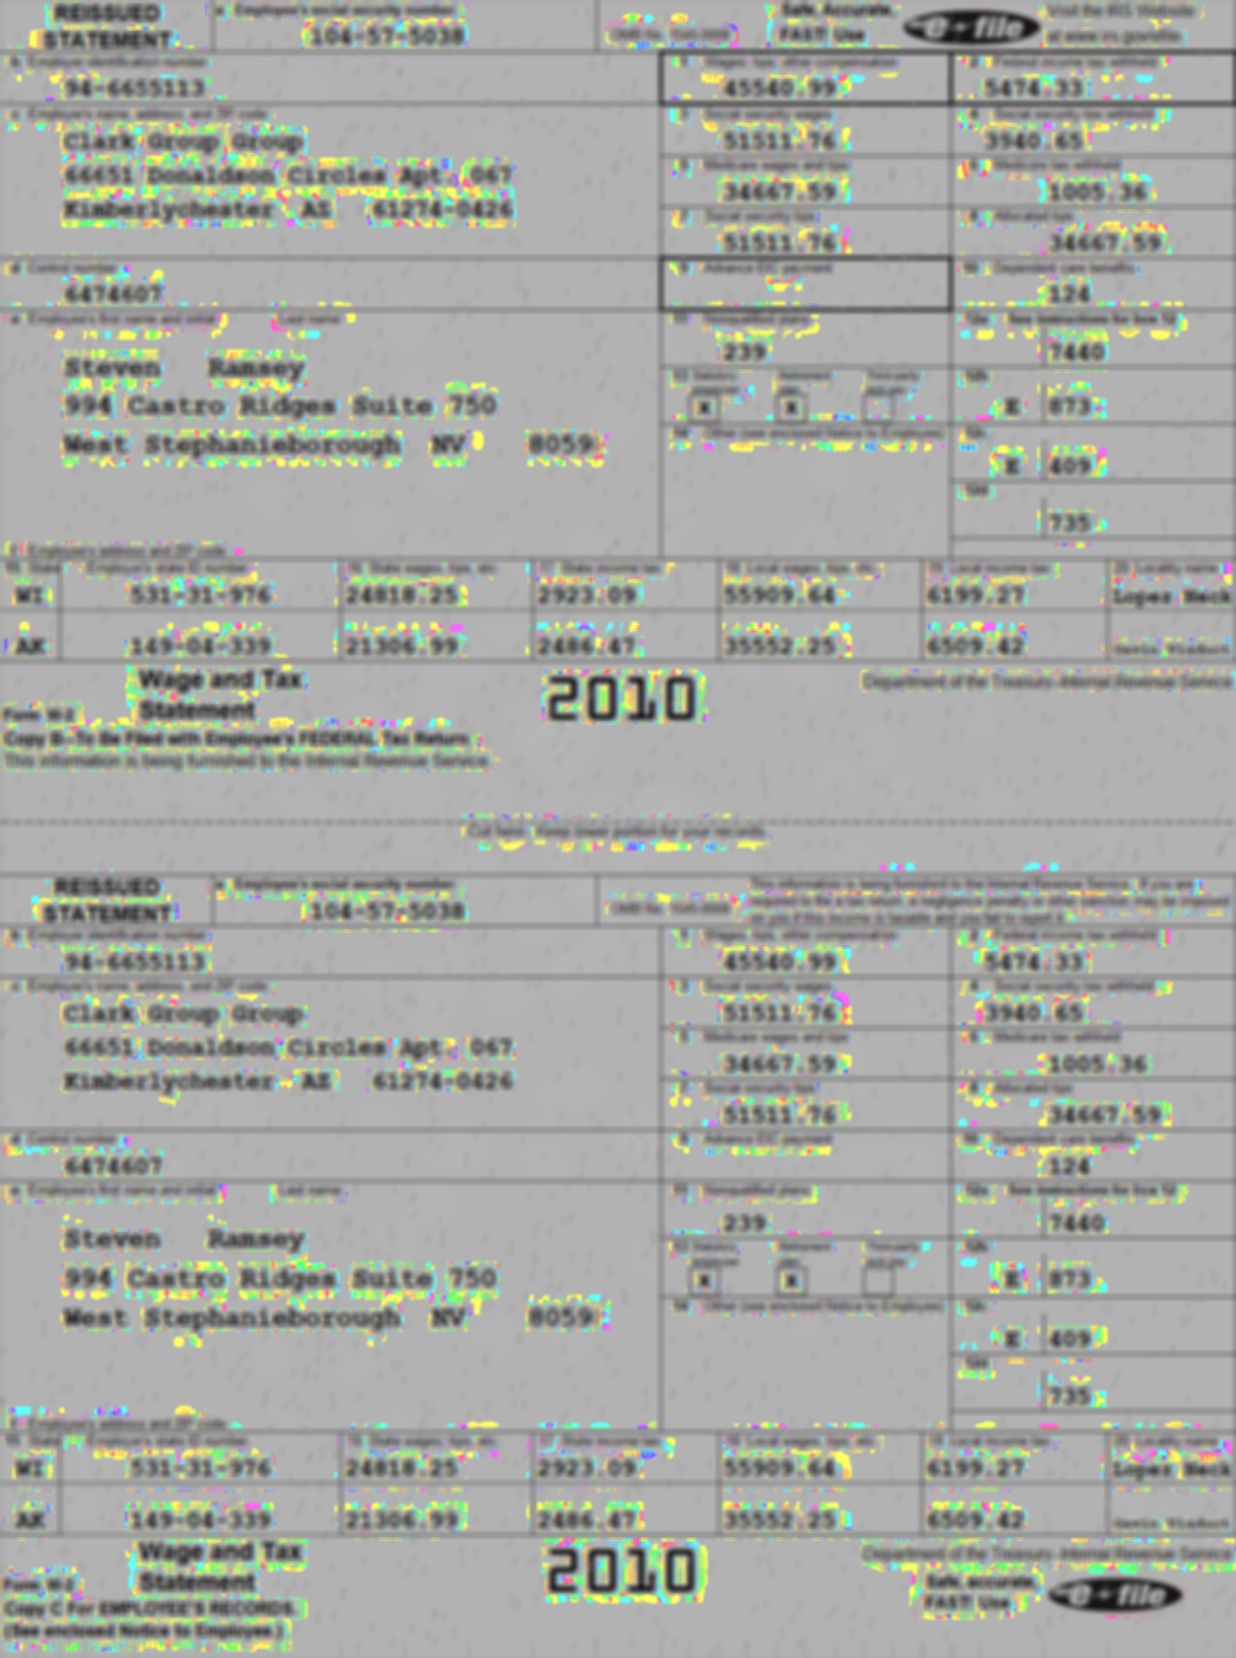 REISSUED STATEMENT
a Employee's social security number
104-57-5038
OMB No. 1545-0008
Safe, Accurate, FAST! Use
e-file
Visit the IRS Website at www.irs.gov/efile.
b Employer identification number
94-6655113
1 Wages, tips, other compensation
45540.99
2 Federal income tax withheld
5474.33
c Employer's name, address, and ZIP code
Clark Group Group
66651 Donaldson Circles Apt. 067
Kimberlychester AZ 61274-0426
3 Social security wages
51511.76
4 Social security tax withheld
3940.65
5 Medicare wages and tips
34667.59
6 Medicare tax withheld
1005.36
7 Social security tips
51511.76
8 Allocated tips
34667.59
d Control number
6474607
9 Advance EIC payment
10 Dependent care benefits
124
e Employee's first name and initial Last name
Steven Ramsey
994 Castro Ridges Suite 750
West Stephanieborough NV 8059
11 Nonqualified plans
239
12a See instructions for box 12
7440
13 Statutory employee Retirement plan Third-party sick pay
X X
12b
E 873
14 Other (see enclosed Notice to Employee)
12c
E 409
12d
735
f Employee's address and ZIP code
15 State Employer's state ID number 16 State wages, tips, etc. 17 State income tax 18 Local wages, tips, etc. 19 Local income tax 20 Locality name
WI 531-31-976 24818.25 2923.09 55909.64 6199.27 Lopez Neck
AK 149-04-339 21306.99 2486.47 35552.25 6509.42
Form W-2 Wage and Tax Statement
2010
Department of the Treasury-Internal Revenue Service
Copy B-To Be Filed with Employee's FEDERAL Tax Return.
This information is being furnished to the Internal Revenue Service.
Cut here. Keep lower portion for your records.
REISSUED STATEMENT
a Employee's social security number
104-57-5038
OMB No. 1545-0008
This information is being furnished to the Internal Revenue Service. If you are
required to file a tax return, a negligence penalty or other sanction may be imposed
on you if this income is taxable and you fail to report it.
b Employer identification number
94-6655113
1 Wages, tips, other compensation
45540.99
2 Federal income tax withheld
5474.33
c Employer's name, address, and ZIP code
Clark Group Group
66651 Donaldson Circles Apt. 067
Kimberlychester AZ 61274-0426
3 Social security wages
51511.76
4 Social security tax withheld
3940.65
5 Medicare wages and tips
34667.59
6 Medicare tax withheld
1005.36
7 Social security tips
51511.76
8 Allocated tips
34667.59
d Control number
6474607
9 Advance EIC payment
10 Dependent care benefits
124
e Employee's first name and initial Last name
Steven Ramsey
994 Castro Ridges Suite 750
West Stephanieborough NV 8059
11 Nonqualified plans
239
12a See instructions for box 12
7440
13 Statutory employee Retirement plan Third-party sick pay
X X
12b
E 873
14 Other (see enclosed Notice to Employee)
12c
E 409
12d
735
f Employee's address and ZIP code
15 State Employer's state ID number 16 State wages, tips, etc. 17 State income tax 18 Local wages, tips, etc. 19 Local income tax 20 Locality name
WI 531-31-976 24818.25 2923.09 55909.64 6199.27 Lopez Neck
AK 149-04-339 21306.99 2486.47 35552.25 6509.42
Form W-2 Wage and Tax Statement
2010
Department of the Treasury-Internal Revenue Service
Safe, accurate, FAST! Use
e-file
Copy C For EMPLOYEE'S RECORDS.
(See enclosed Notice to Employee.)